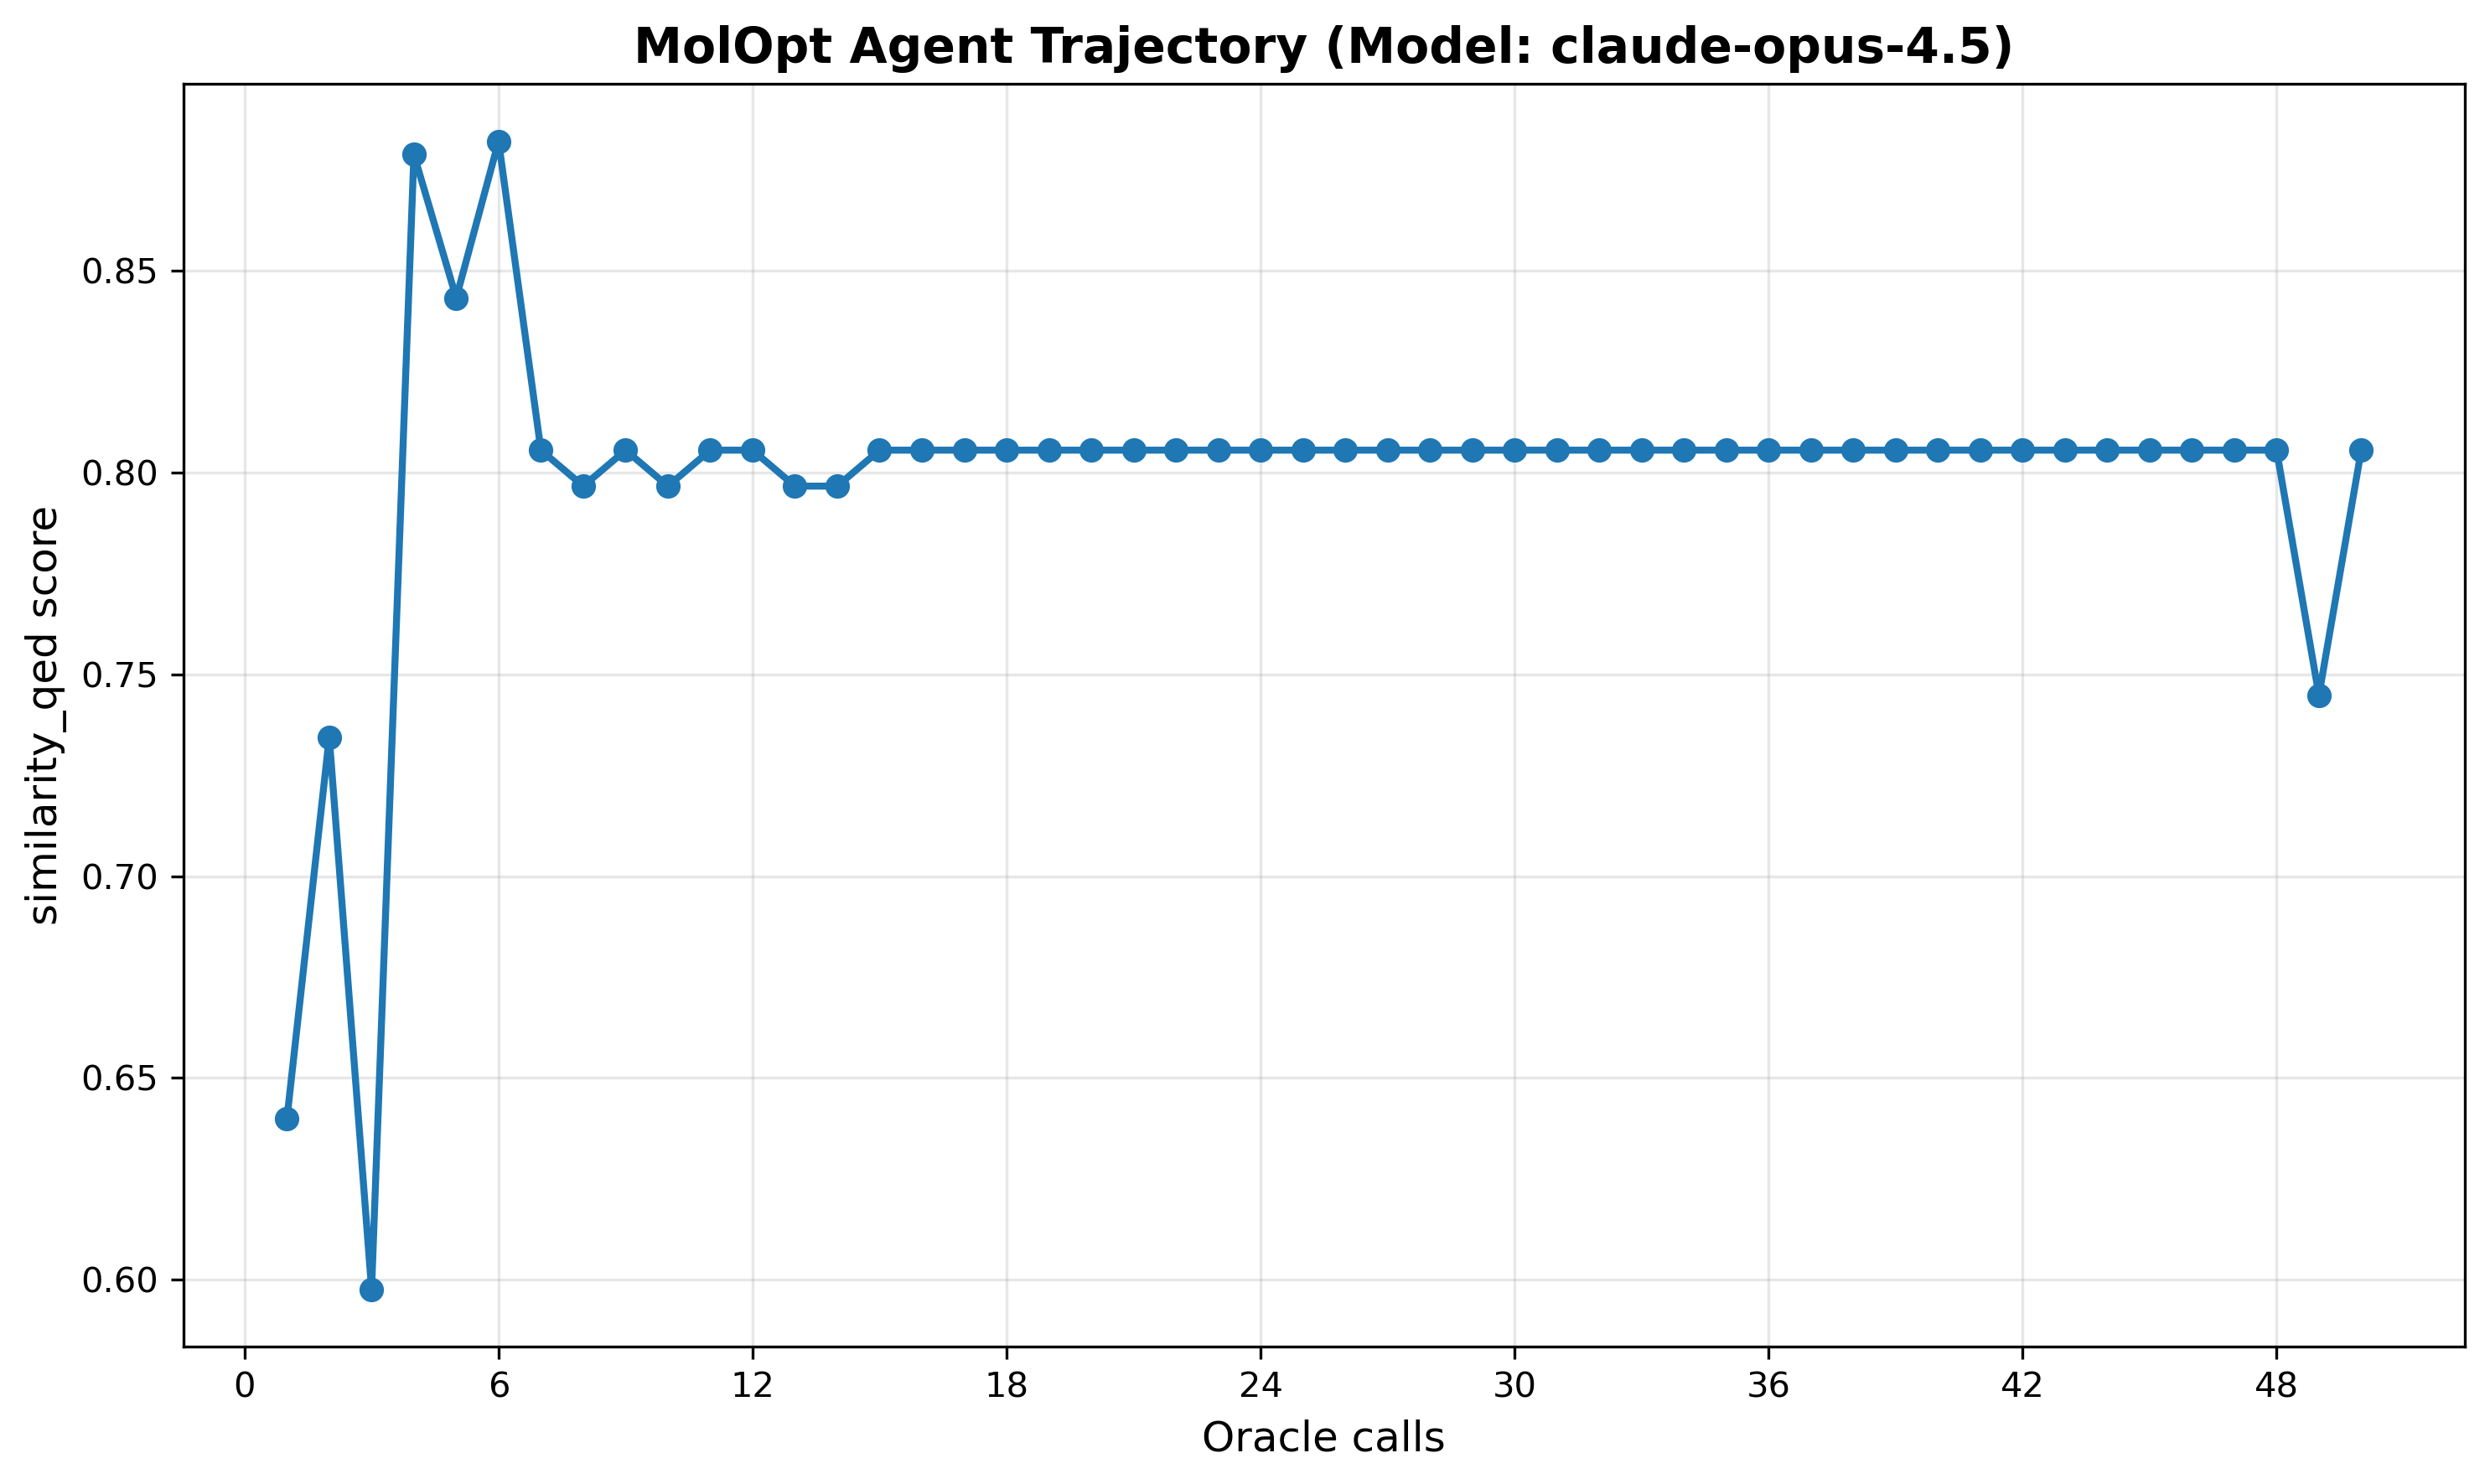 MolOpt Agent Trajectory (Model: claude-opus-4.5)
similarity_qed score
0.85
0.80
0.75
0.70
0.65
0.60
0 6 12 18 24 30 36 42 48
Oracle calls